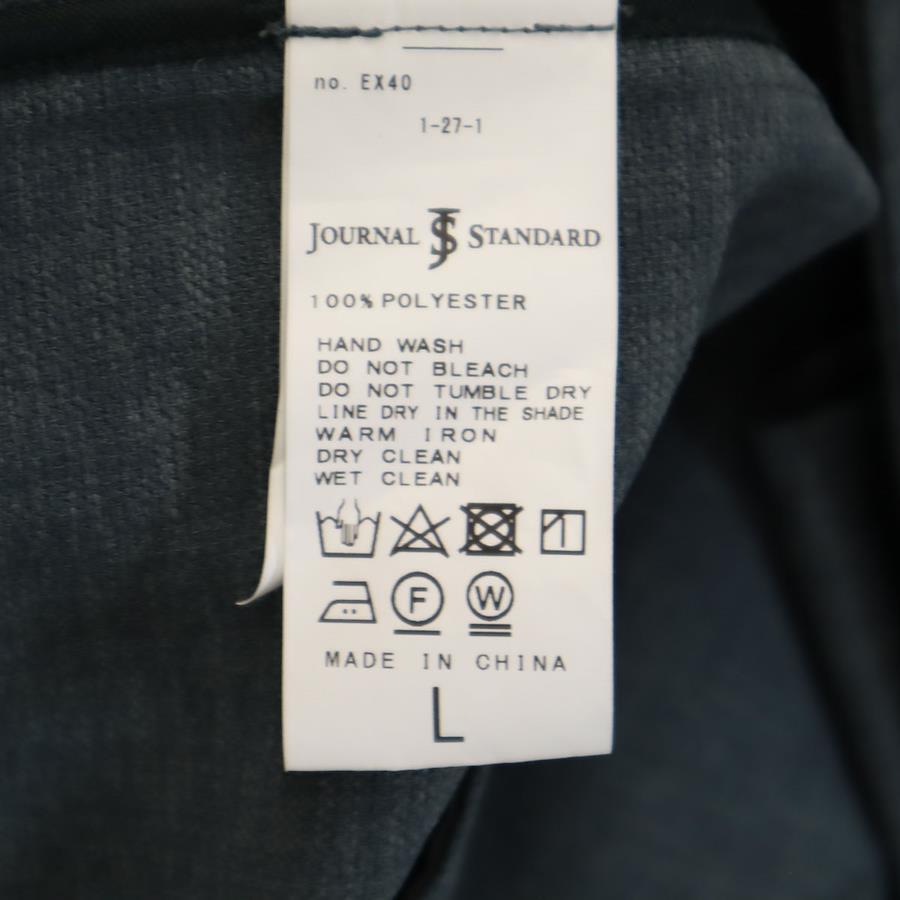 no. EX40
1-27-1
JOURNAL JS STANDARD
100% POLYESTER
HAND WASH
DO NOT BLEACH
DO NOT TUMBLE DRY
LINE DRY IN THE SHADE
WARM IRON
DRY CLEAN
WET CLEAN
F W
MADE IN CHINA
L